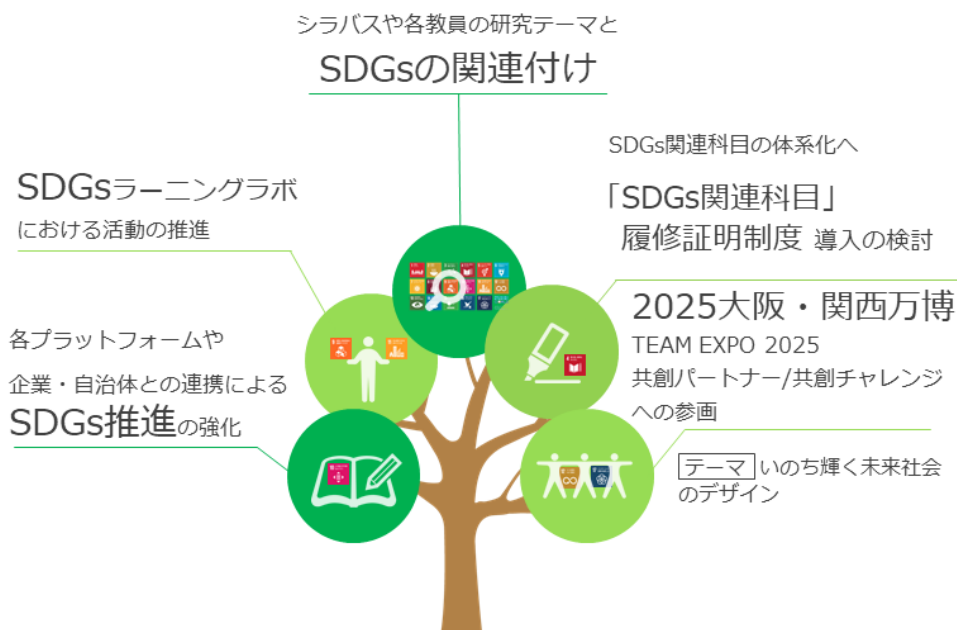 シラバスや各教員の研究テーマと
SDGsの関連付け
SDGsラーニングラボ
における活動の推進
各プラットフォームや
企業・自治体との連携による
SDGs推進の強化
SDGs関連科目の体系化へ
「SDGs関連科目」
履修証明制度 導入の検討
2025大阪・関西万博
TEAM EXPO 2025
共創パートナー/共創チャレンジ
への参画
テーマ いのち輝く未来社会
のデザイン